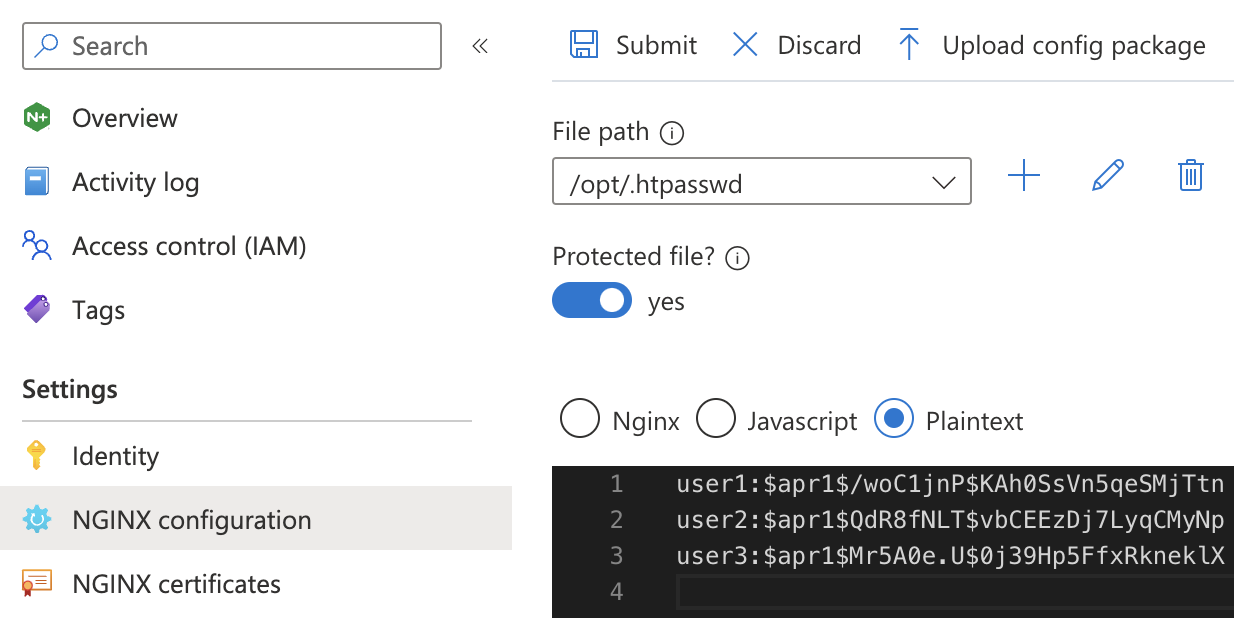 Search
«
Overview
Activity log
Access control (IAM)
Tags
Settings
Identity
NGINX configuration
NGINX certificates
Submit Discard Upload config package
File path
/opt/.htpasswd
Protected file?
yes
Nginx Javascript Plaintext
1 user1:$apr1$/woC1jnP$KAh0SsVn5qeSMjTtn
2 user2:$apr1$QdR8fNLT$vbCEEzDj7LyqCMyNp
3 user3:$apr1$Mr5A0e.U$0j39Hp5FfxRkneklX
4